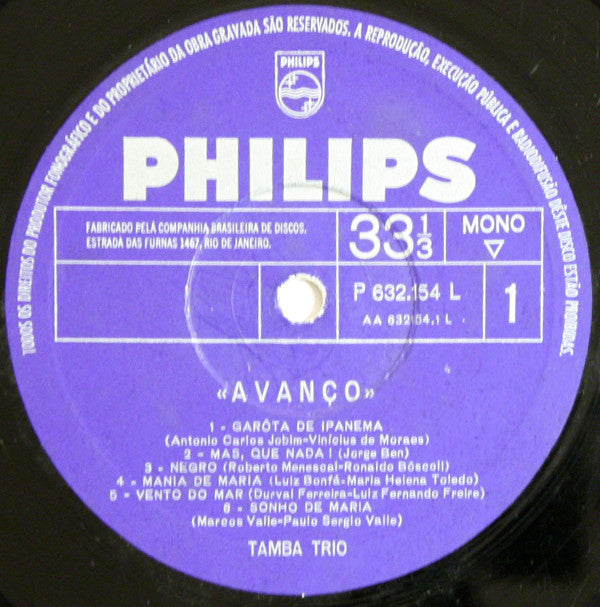 TODOS OS DIREITOS DO PRODUTOR FONOGRÁFICO E DO PROPRIETÁRIO DA OBRA GRAVADA SÃO RESERVADOS. A REPRODUÇÃO, EXECUÇÃO PÚBLICA E RADIODIFUSÃO DÊSTE DISCO ESTÃO PROIBIDAS.
PHILIPS
PHILIPS
FABRICADO PELA COMPANHIA BRASILEIRA DE DISCOS.
ESTRADA DAS FURNAS 1467, RIO DE JANEIRO.
33 1/3
MONO
P 632.154 L
AA 632154.1 L
1
«AVANÇO»
1 - GARÔTA DE IPANEMA
(Antonio Carlos Jobim-Vinícius de Moraes)
2 - MAS, QUE NADA! (Jorge Ben)
3 - NEGRO (Roberto Menescal-Ronaldo Bôscoli)
4 - MANIA DE MARIA (Luiz Bonfá-Maria Helena Toledo)
5 - VENTO DO MAR (Durval Ferreira-Luiz Fernando Freire)
6 - SONHO DE MARIA
(Marcos Valle-Paulo Sergio Valle)
TAMBA TRIO